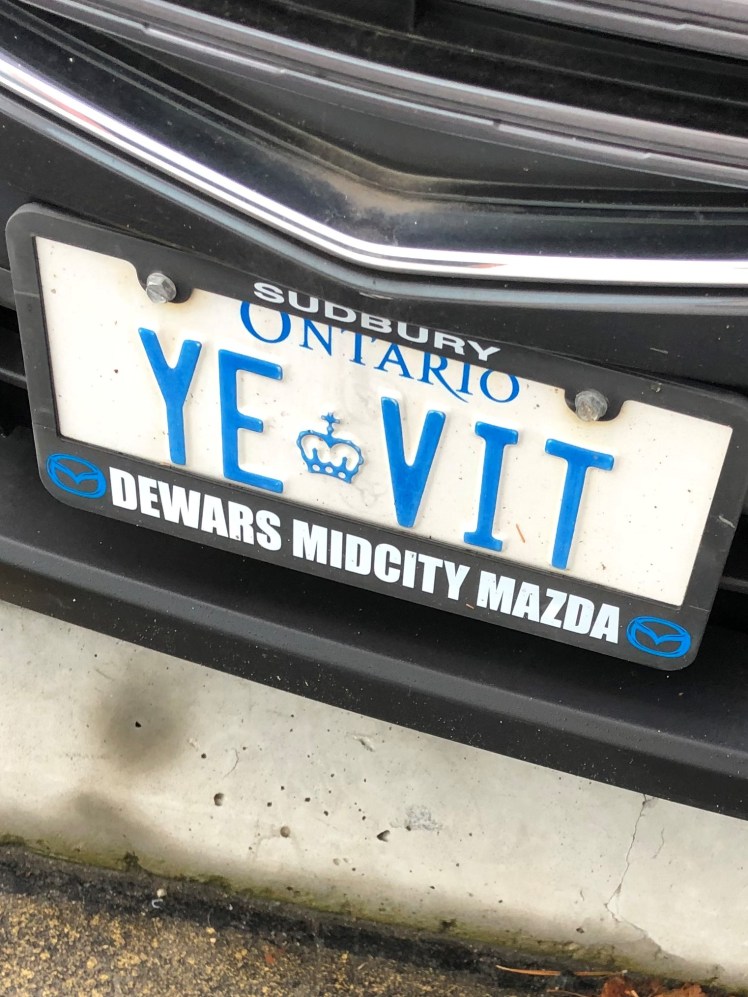 SUDBURY
ONTARIO
YE VIT
DEWARS MIDCITY MAZDA